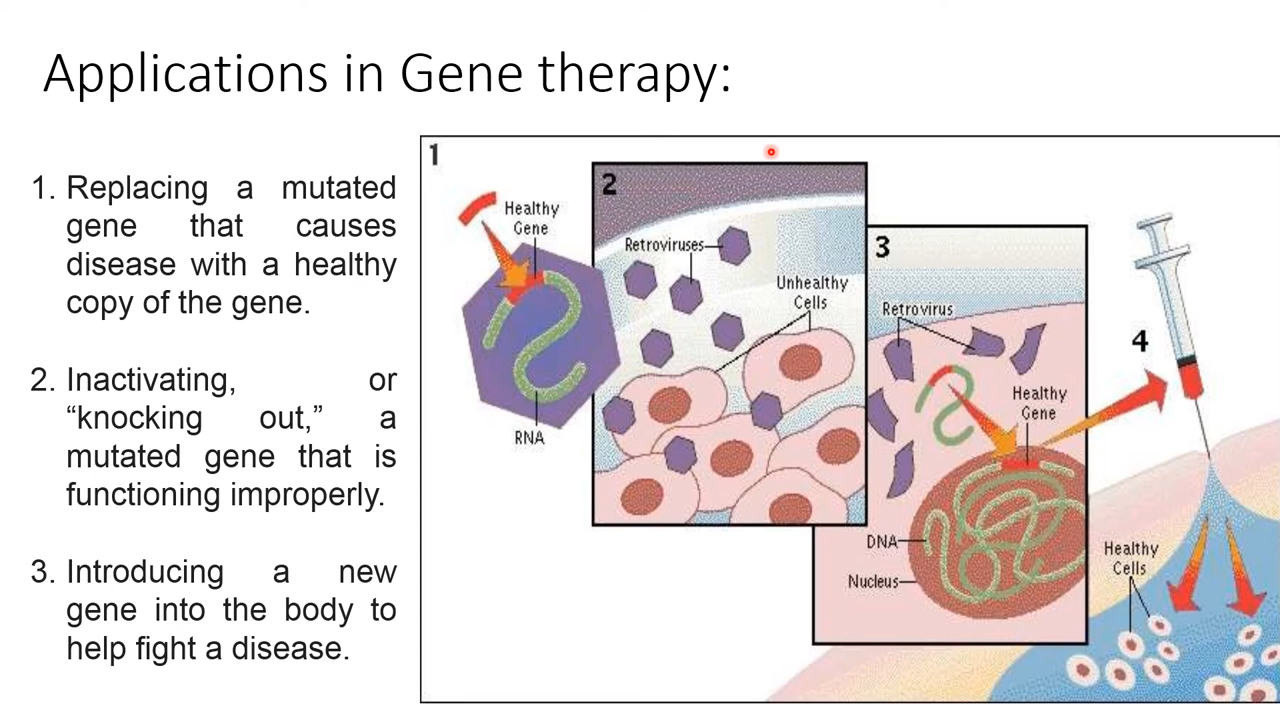 Applications in Gene therapy:
1. Replacing a mutated
gene that causes
disease with a healthy
copy of the gene.
2. Inactivating, or
“knocking out,” a
mutated gene that is
functioning improperly.
3. Introducing a new
gene into the body to
help fight a disease.
1
Healthy
Gene
RNA
2
Retroviruses
Unhealthy
Cells
3
Retrovirus
Healthy
Gene
DNA
Nucleus
4
Healthy
Cells